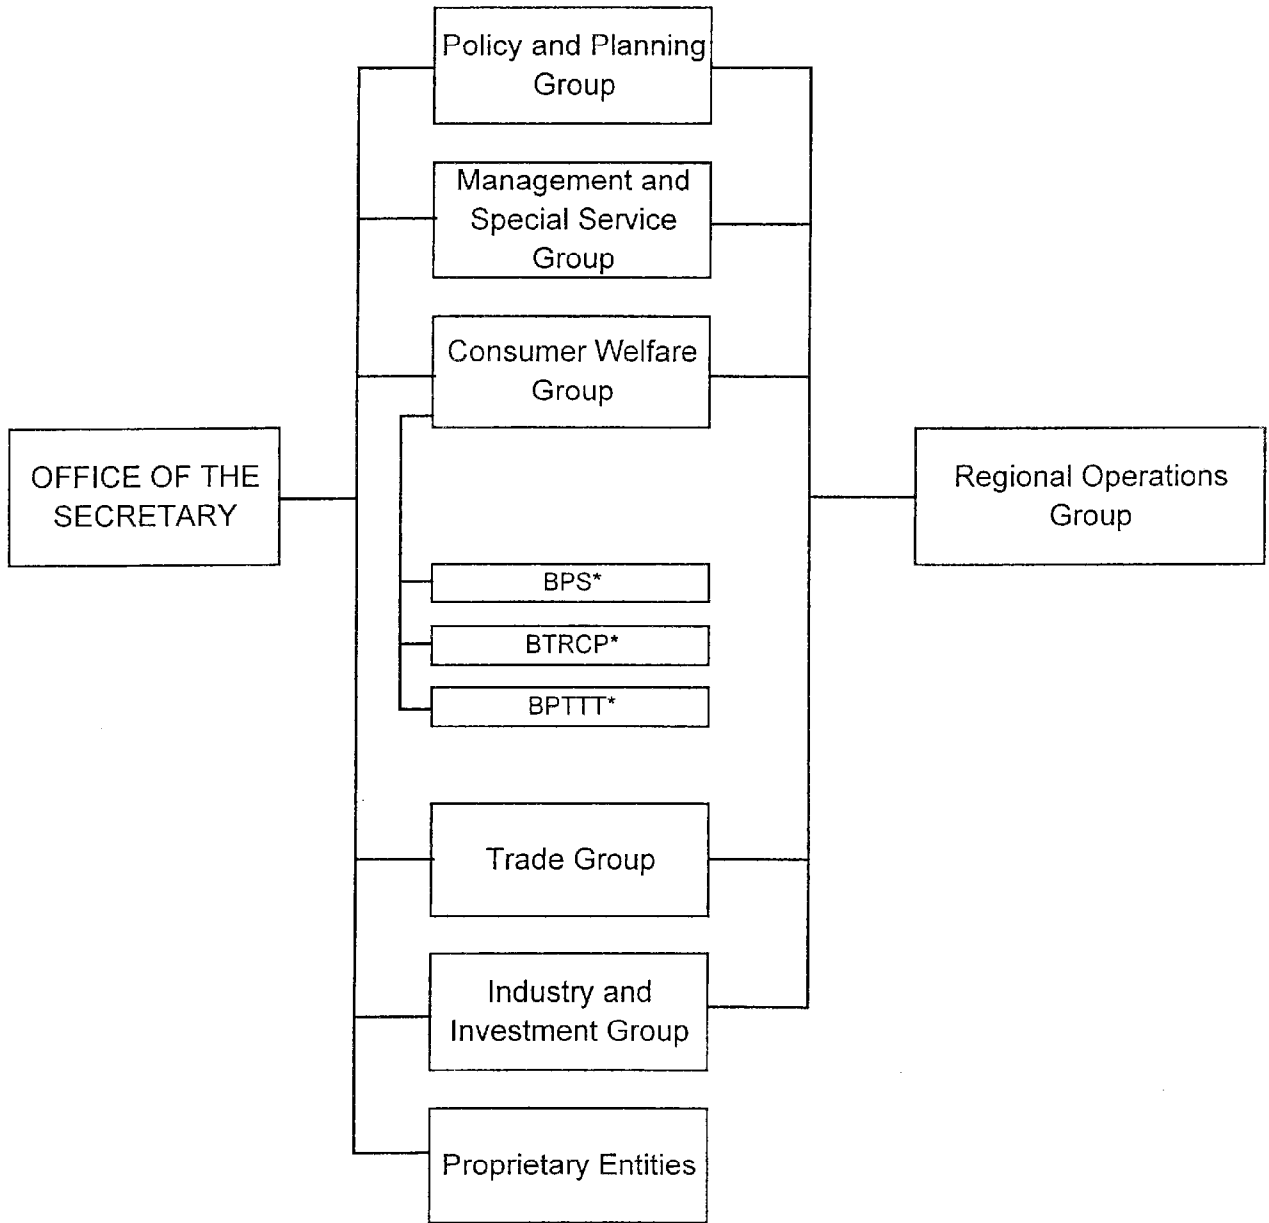 Policy and Planning
Group
Management and
Special Service
Group
Consumer Welfare
Group
OFFICE OF THE
SECRETARY
Regional Operations
Group
BPS*
BTRCP*
BPTTT*
Trade Group
Industry and
Investment Group
Proprietary Entities